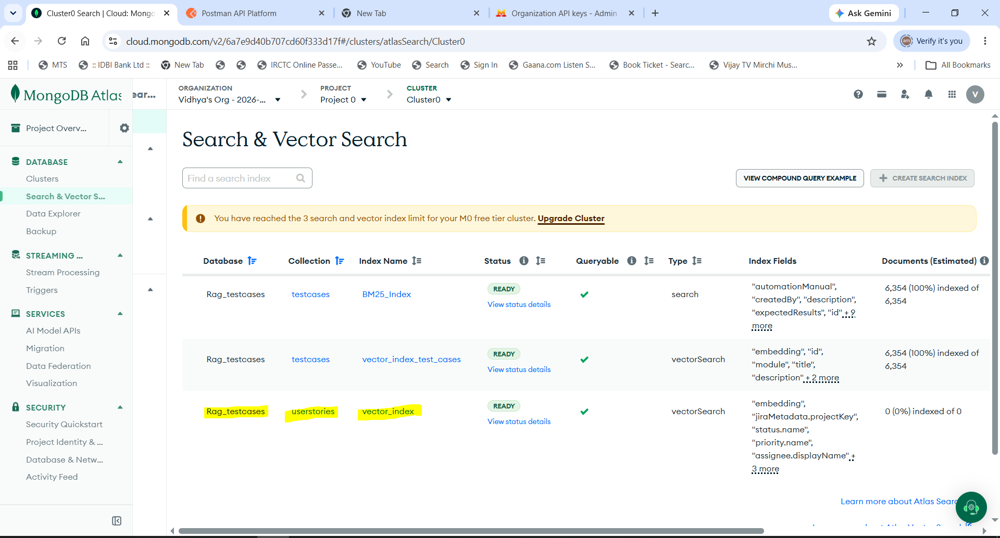 Cluster0 Search | Cloud: Mongo
Postman API Platform
New Tab
Organization API keys - Admin
Ask Gemini
cloud.mongodb.com/v2/6a7e9d40b707cd60f333d17f#/clusters/atlasSearch/Cluster0
Verify it's you
MTS
:: IDBI Bank Ltd ::
New Tab
IRCTC Online Passe...
YouTube
Search
Sign In
Gaana.com Listen S...
Book Ticket - Searc...
Vijay TV Mirchi Mus...
All Bookmarks
MongoDB Atlas
ear...
ORGANIZATION
Vidhya's Org - 2026-...
PROJECT
Project 0
CLUSTER
Cluster0
V
Project Overv...
DATABASE
Clusters
Search & Vector S...
Data Explorer
Backup
STREAMING ...
Stream Processing
Triggers
SERVICES
AI Model APIs
Migration
Data Federation
Visualization
SECURITY
Security Quickstart
Project Identity & ...
Database & Netw...
Activity Feed
Search & Vector Search
Find a search index
VIEW COMPOUND QUERY EXAMPLE
CREATE SEARCH INDEX
You have reached the 3 search and vector index limit for your M0 free tier cluster. Upgrade Cluster
Database Collection Index Name Status Queryable Type Index Fields Documents (Estimated)
Rag_testcases testcases BM25_Index READY
View status details
search
"automationManual",
"createdBy", "description",
"expectedResults", "id" + 9
more
6,354 (100%) indexed of
6,354
Rag_testcases testcases vector_index_test_cases READY
View status details
vectorSearch
"embedding", "id",
"module", "title",
"description" + 2 more
6,354 (100%) indexed of
6,354
Rag_testcases userstories vector_index READY
View status details
vectorSearch
"embedding",
"jiraMetadata.projectKey",
"status.name",
"priority.name",
"assignee.displayName" +
3 more
0 (0%) indexed of 0
Learn more about Atlas Searc